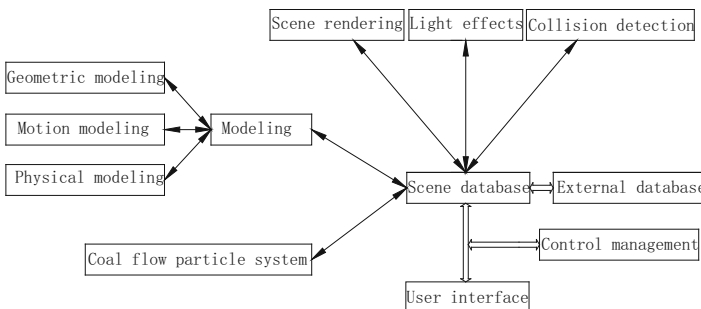 Scene rendering
Light effects
Collision detection
Geometric modeling
Motion modeling
Modeling
Physical modeling
Scene database
External database
Coal flow particle system
Control management
User interface